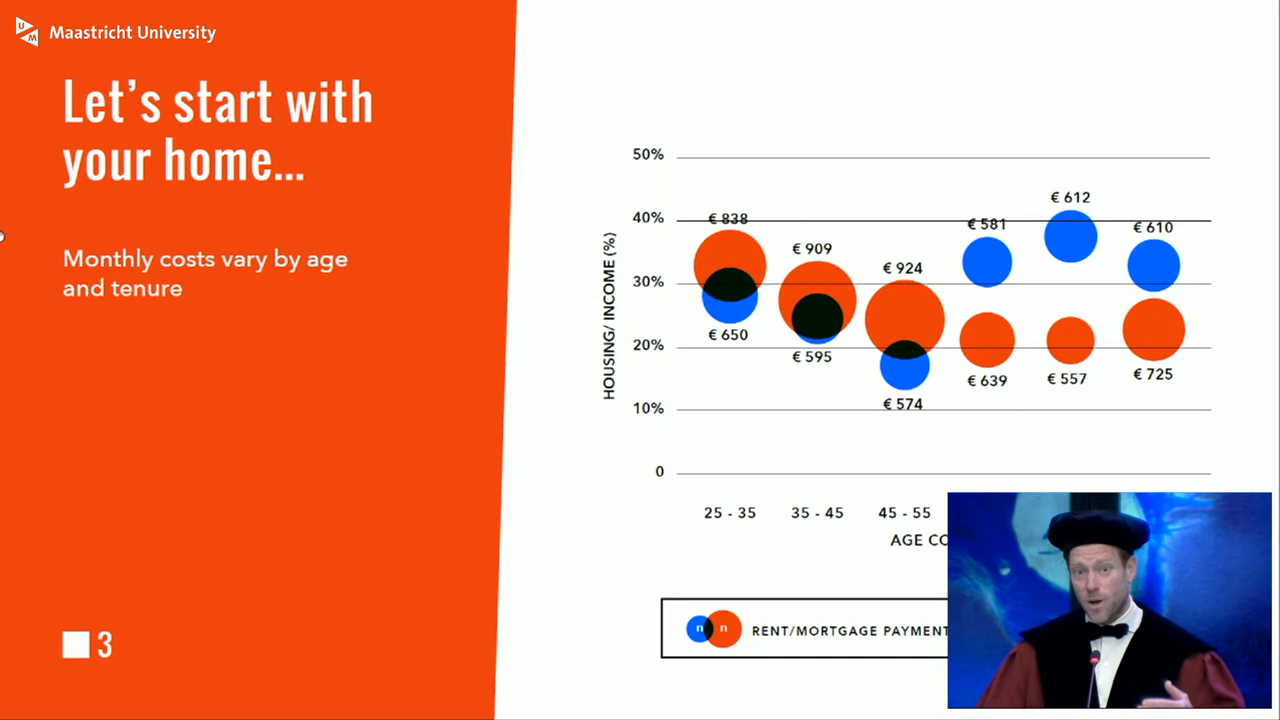 Maastricht University
Let's start with
your home...
Monthly costs vary by age
and tenure
3
HOUSING/ INCOME (%)
50%
40%
30%
20%
10%
0
€ 838
€ 909
€ 924
€ 581
€ 612
€ 610
€ 650
€ 595
€ 574
€ 639
€ 557
€ 725
25 - 35
35 - 45
45 - 55
AGE CO
n n RENT/MORTGAGE PAYMENT